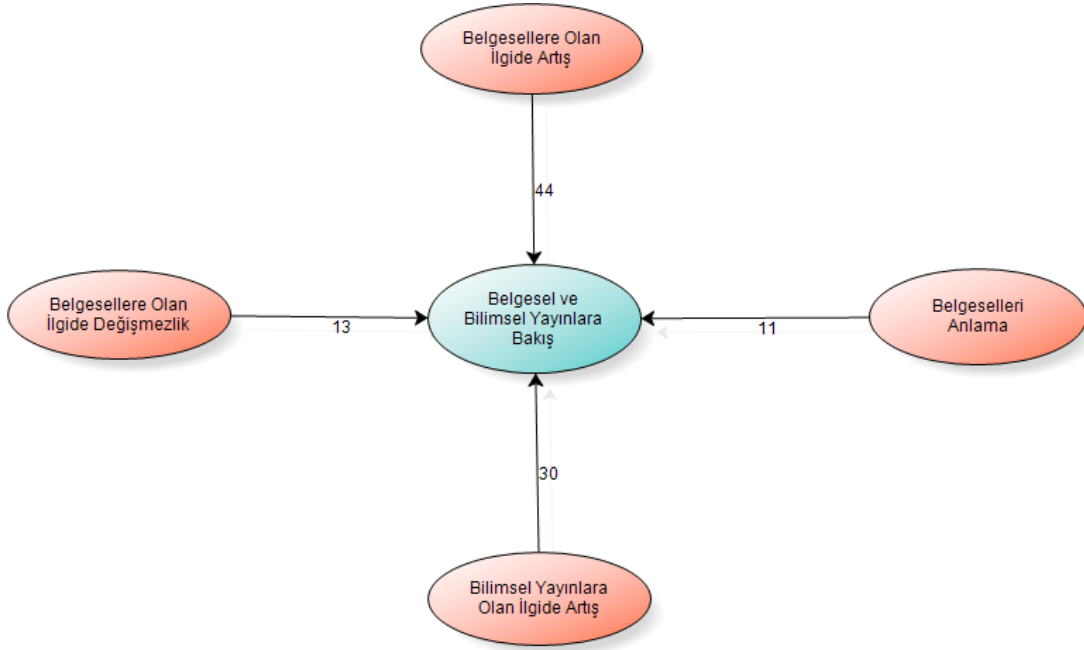 Belgesellere Olan
İlgide Artış
44
Belgesellere Olan
İlgide Değişmezlik
13
Belgesel ve
Bilimsel Yayınlara
Bakış
11
Belgeselleri
Anlama
30
Bilimsel Yayınlara
Olan İlgide Artış